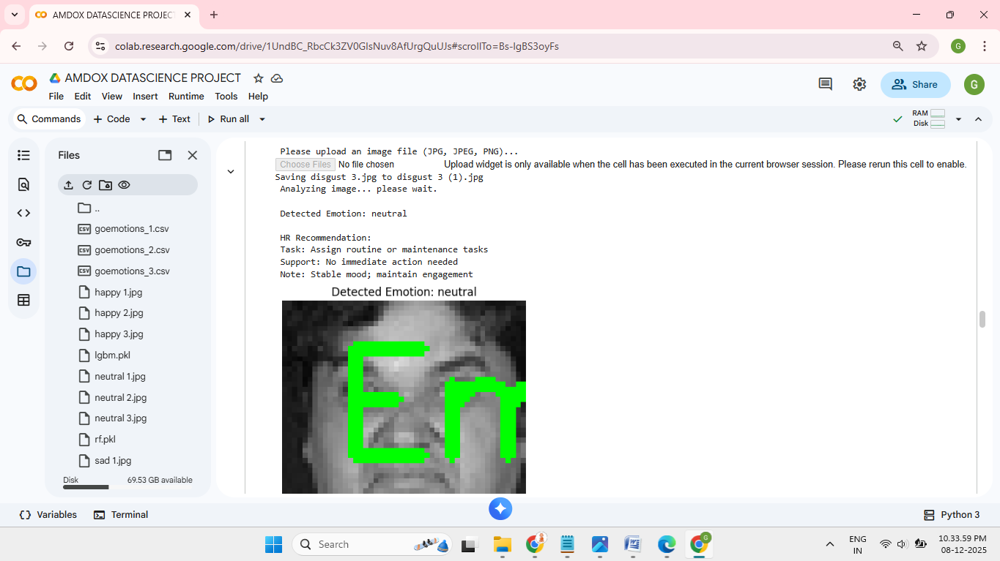 AMDOX DATASCIENCE PROJECT
colab.research.google.com/drive/1UndBC_RbcCk3ZV0GIsNuv8AfUrgQuUJs#scrollTo=Bs-IgBS3oyFs
G
AMDOX DATASCIENCE PROJECT
File Edit View Insert Runtime Tools Help
Share
G
Commands + Code + Text Run all
RAM
Disk
Files
..
goemotions_1.csv
goemotions_2.csv
goemotions_3.csv
happy 1.jpg
happy 2.jpg
happy 3.jpg
lgbm.pkl
neutral 1.jpg
neutral 2.jpg
neutral 3.jpg
rf.pkl
sad 1.jpg
Disk 69.53 GB available
Please upload an image file (JPG, JPEG, PNG)...
Choose Files No file chosen Upload widget is only available when the cell has been executed in the current browser session. Please rerun this cell to enable.
Saving disgust 3.jpg to disgust 3 (1).jpg
Analyzing image... please wait.
Detected Emotion: neutral
HR Recommendation:
Task: Assign routine or maintenance tasks
Support: No immediate action needed
Note: Stable mood; maintain engagement
Detected Emotion: neutral
Em
Variables Terminal Python 3
Search
ENG
IN
10.33.59 PM
08-12-2025